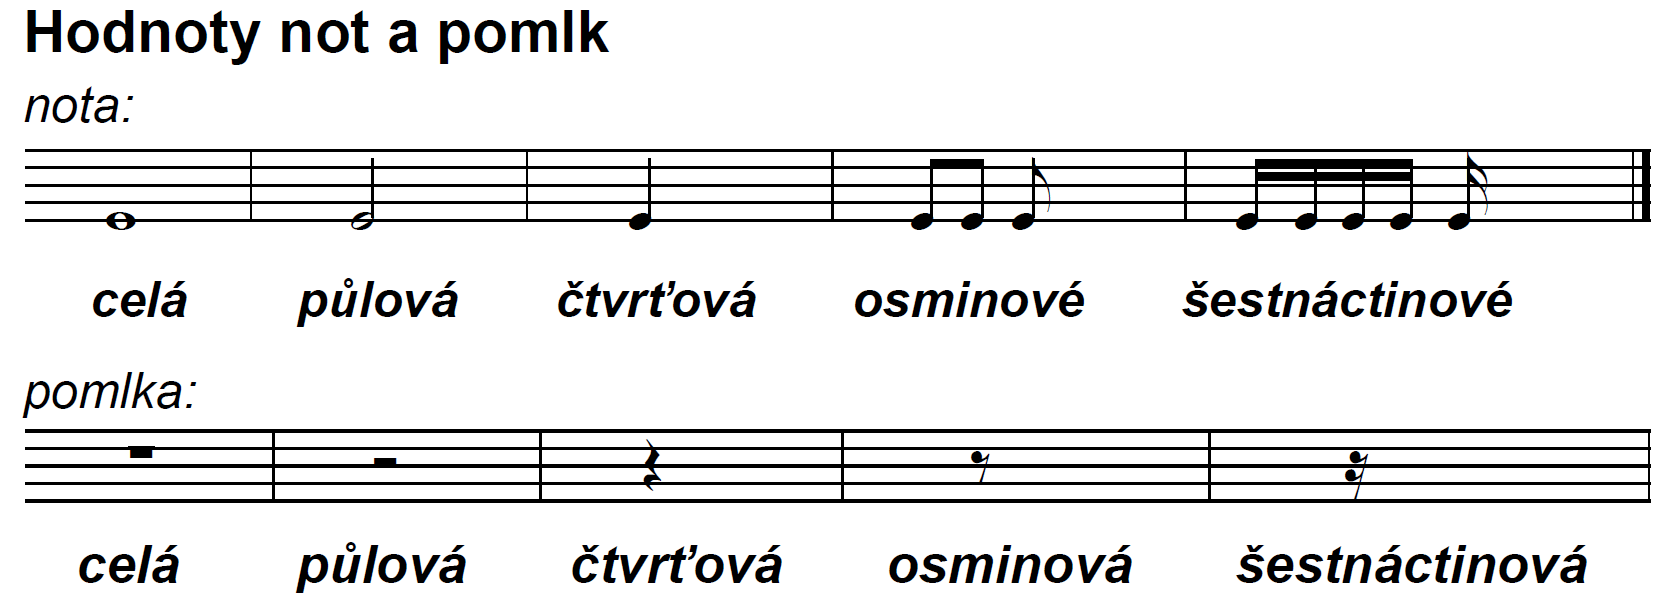 Hodnoty not a pomlk
nota:
celá půlová čtvrťová osminové šestnáctinové
pomlka:
celá půlová čtvrťová osminová šestnáctinová